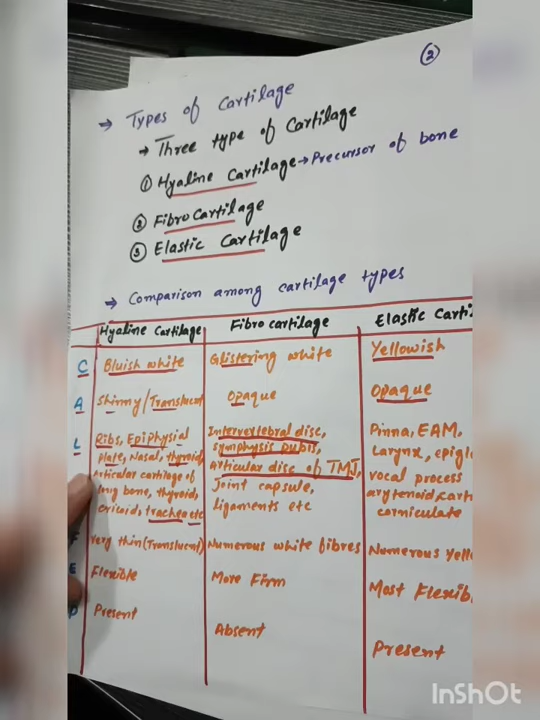 ②
→ Types of Cartilage
→ Three type of Cartilage
① Hyaline Cartilage → Precursor of bone
② Fibro Cartilage
③ Elastic Cartilage
→ Comparison among cartilage types
Hyaline Cartilage Fibro cartilage Elastic Carti
C Bluish white Glistering white Yellowish
A Shinny/Translucent Opaque Opaque
L Ribs, Epiphysial Intervertebral disc, Pinna, EAM,
plate, Nasal, thyroid, symphysis pubis, Larynx, epigl
Articular cartilage of Articular disc of TMJ, vocal process
long bone, thyroid, Joint capsule, arytenoid, cart
cricoid, trachea etc Ligaments etc corniculate
F very thin (Translucent) Numerous white fibres Numerous yell
E Flexible More Firm Most Flexib
P Present Absent Present
InShOt